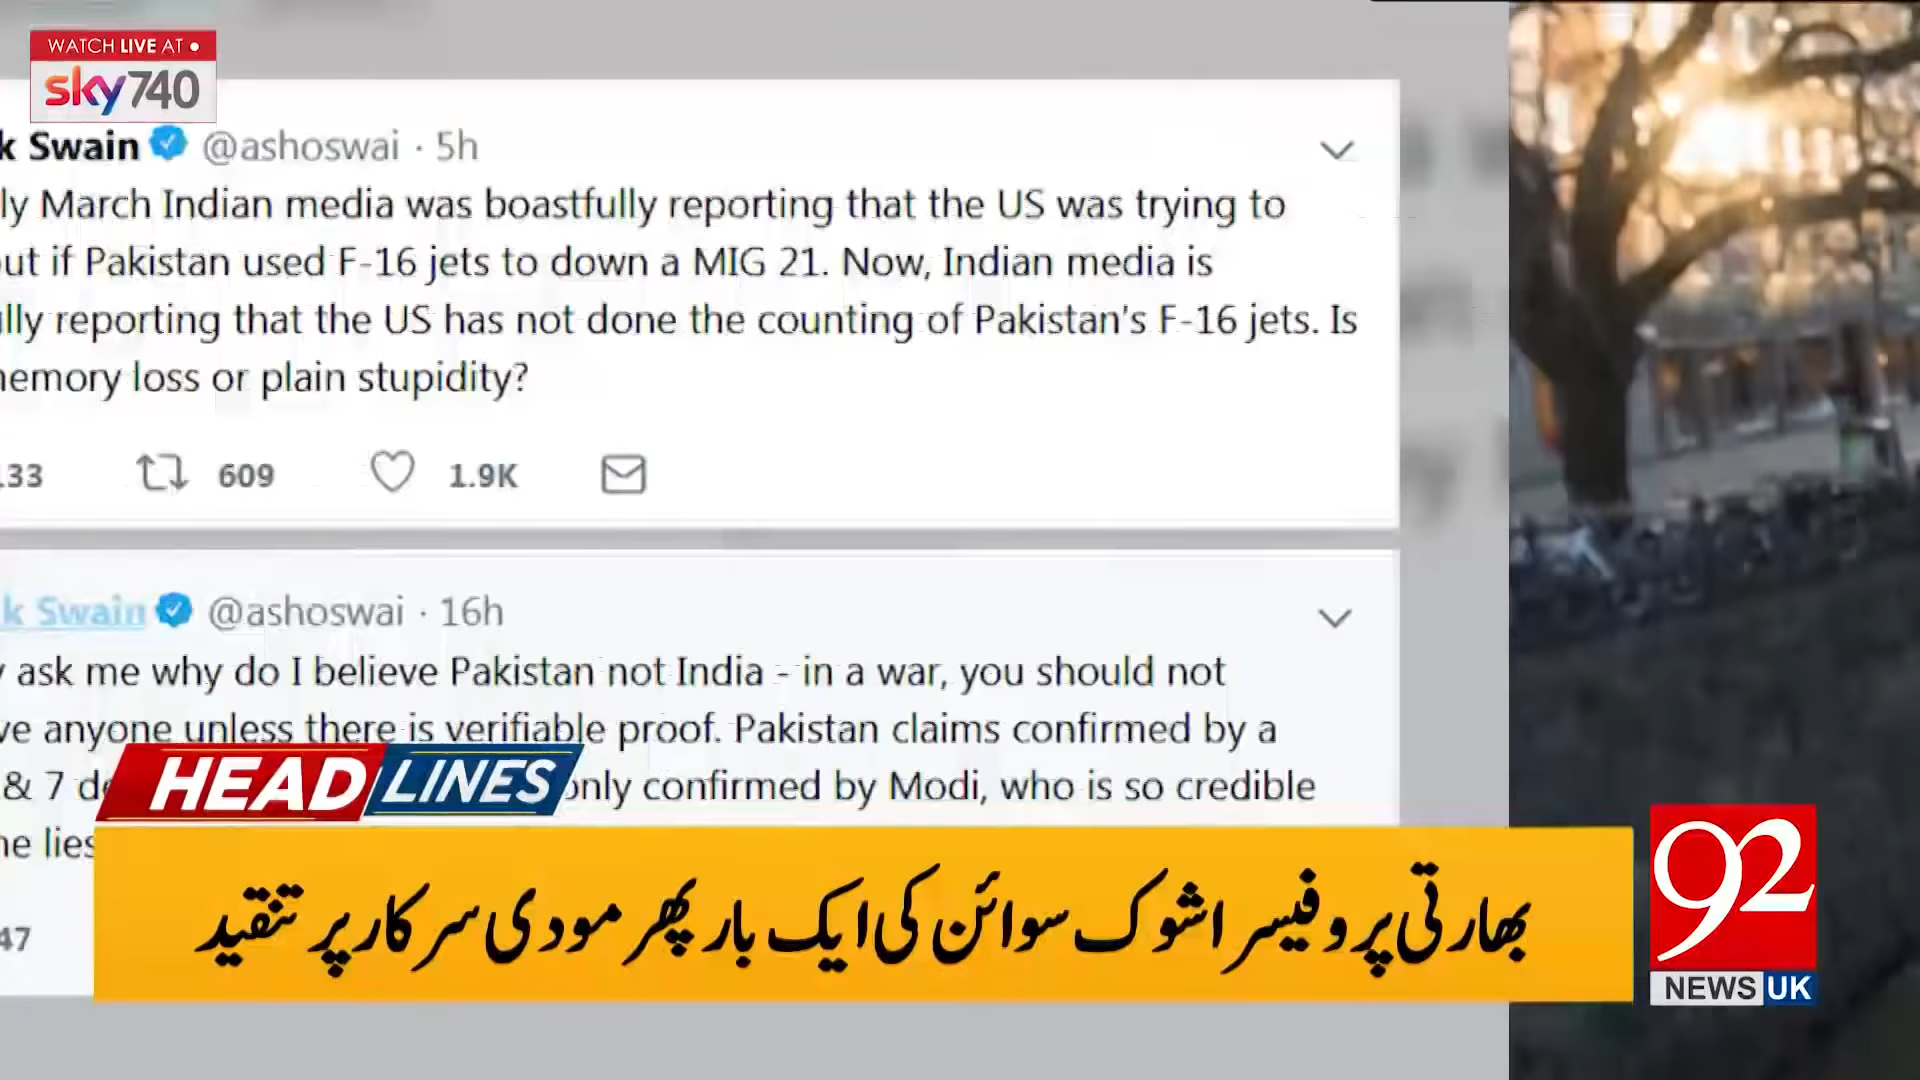 WATCH LIVE AT
sky740
k Swain @ashoswai · 5h
ly March Indian media was boastfully reporting that the US was trying to
ut if Pakistan used F-16 jets to down a MIG 21. Now, Indian media is
lly reporting that the US has not done the counting of Pakistan's F-16 jets. Is
emory loss or plain stupidity?
33 609 1.9K
k Swain @ashoswai · 16h
ask me why do I believe Pakistan not India - in a war, you should not
ve anyone unless there is verifiable proof. Pakistan claims confirmed by a
& 7 de only confirmed by Modi, who is so credible
he lies
47
HEADLINES
بھارتی پروفیسر اشوک سوائن کی ایک بار پھر مودی سرکار پر تنقید
92
NEWS UK